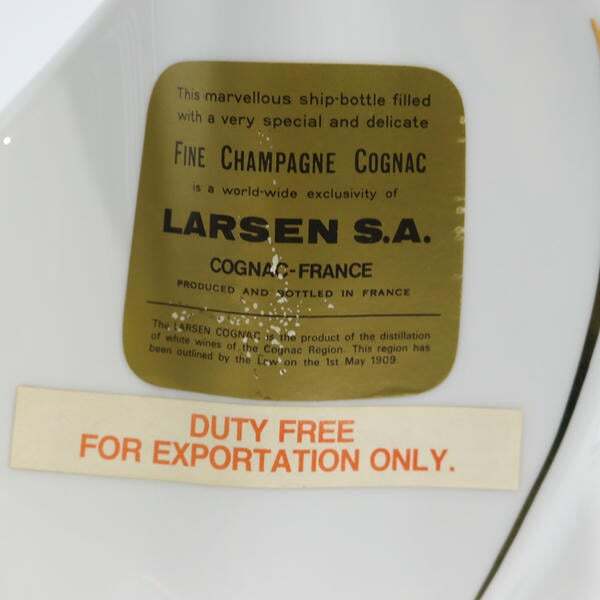 This marvellous ship-bottle filled
with a very special and delicate
FINE CHAMPAGNE COGNAC
is a world-wide exclusivity of
LARSEN S.A.
COGNAC-FRANCE
PRODUCED AND BOTTLED IN FRANCE
The LARSEN COGNAC is the product of the distillation
of white wines of the Cognac Region. This region has
been outlined by the Law on the 1st May 1909
DUTY FREE
FOR EXPORTATION ONLY.